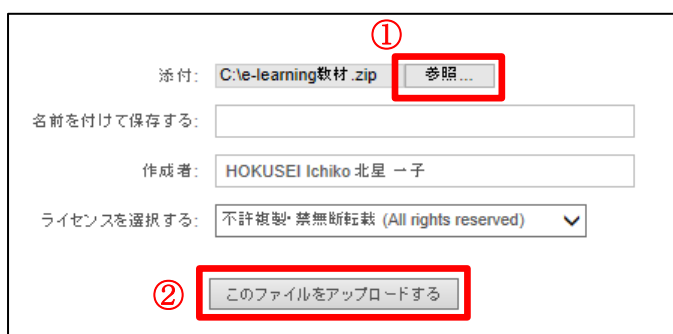 ①
添付: C:\e-learning教材.zip 参照...
名前を付けて保存する:
作成者: HOKUSEI Ichiko 北星 一子
ライセンスを選択する: 不許複製・禁無断転載 (All rights reserved)
② このファイルをアップロードする